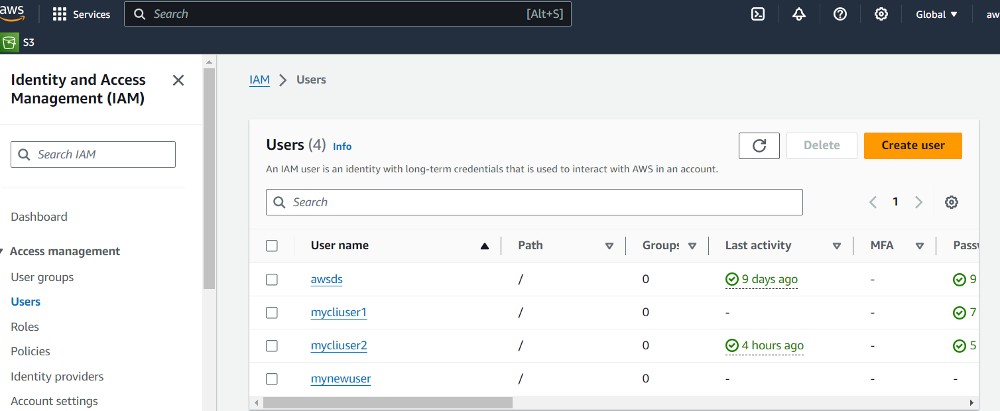 aws
Services
Search
[Alt+S]
Global
aw
S3
Identity and Access
Management (IAM)
Search IAM
Dashboard
Access management
User groups
Users
Roles
Policies
Identity providers
Account settings
IAM
Users
Users (4) Info
Delete
Create user
An IAM user is an identity with long-term credentials that is used to interact with AWS in an account.
Search
1
User name Path Groups Last activity MFA Passw
awsds / 0 9 days ago - 9
mycliuser1 / 0 - - 7
mycliuser2 / 0 4 hours ago - 5
mynewuser / 0 - - -